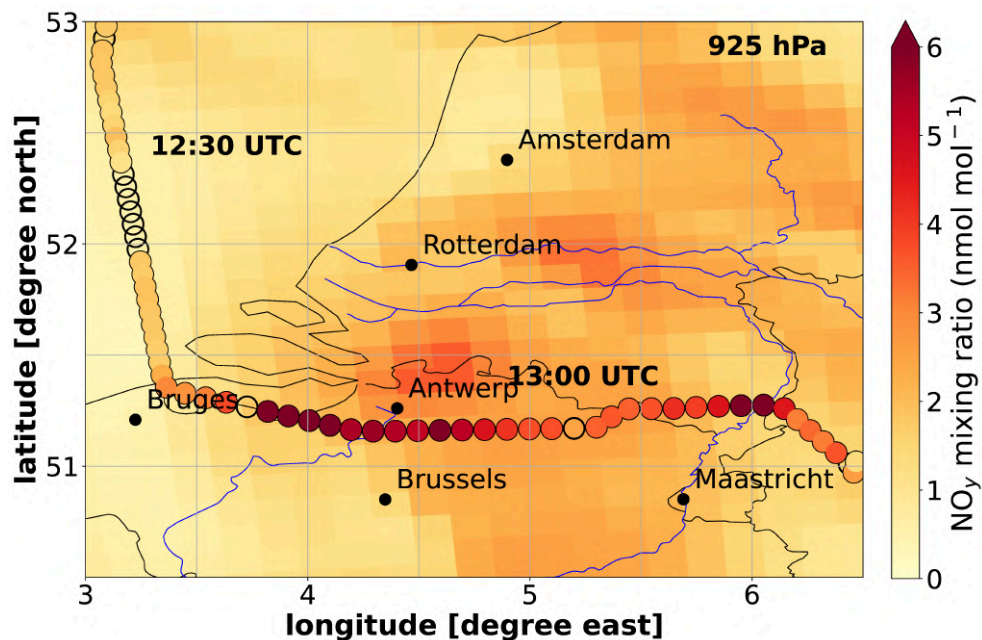 53
925 hPa
12:30 UTC
Amsterdam
52
Rotterdam
13:00 UTC
Antwerp
Bruges
51
Brussels
Maastricht
3
4
5
6
longitude [degree east]
latitude [degree north]
6
5
4
3
2
1
0
NOy mixing ratio (nmol mol−1)